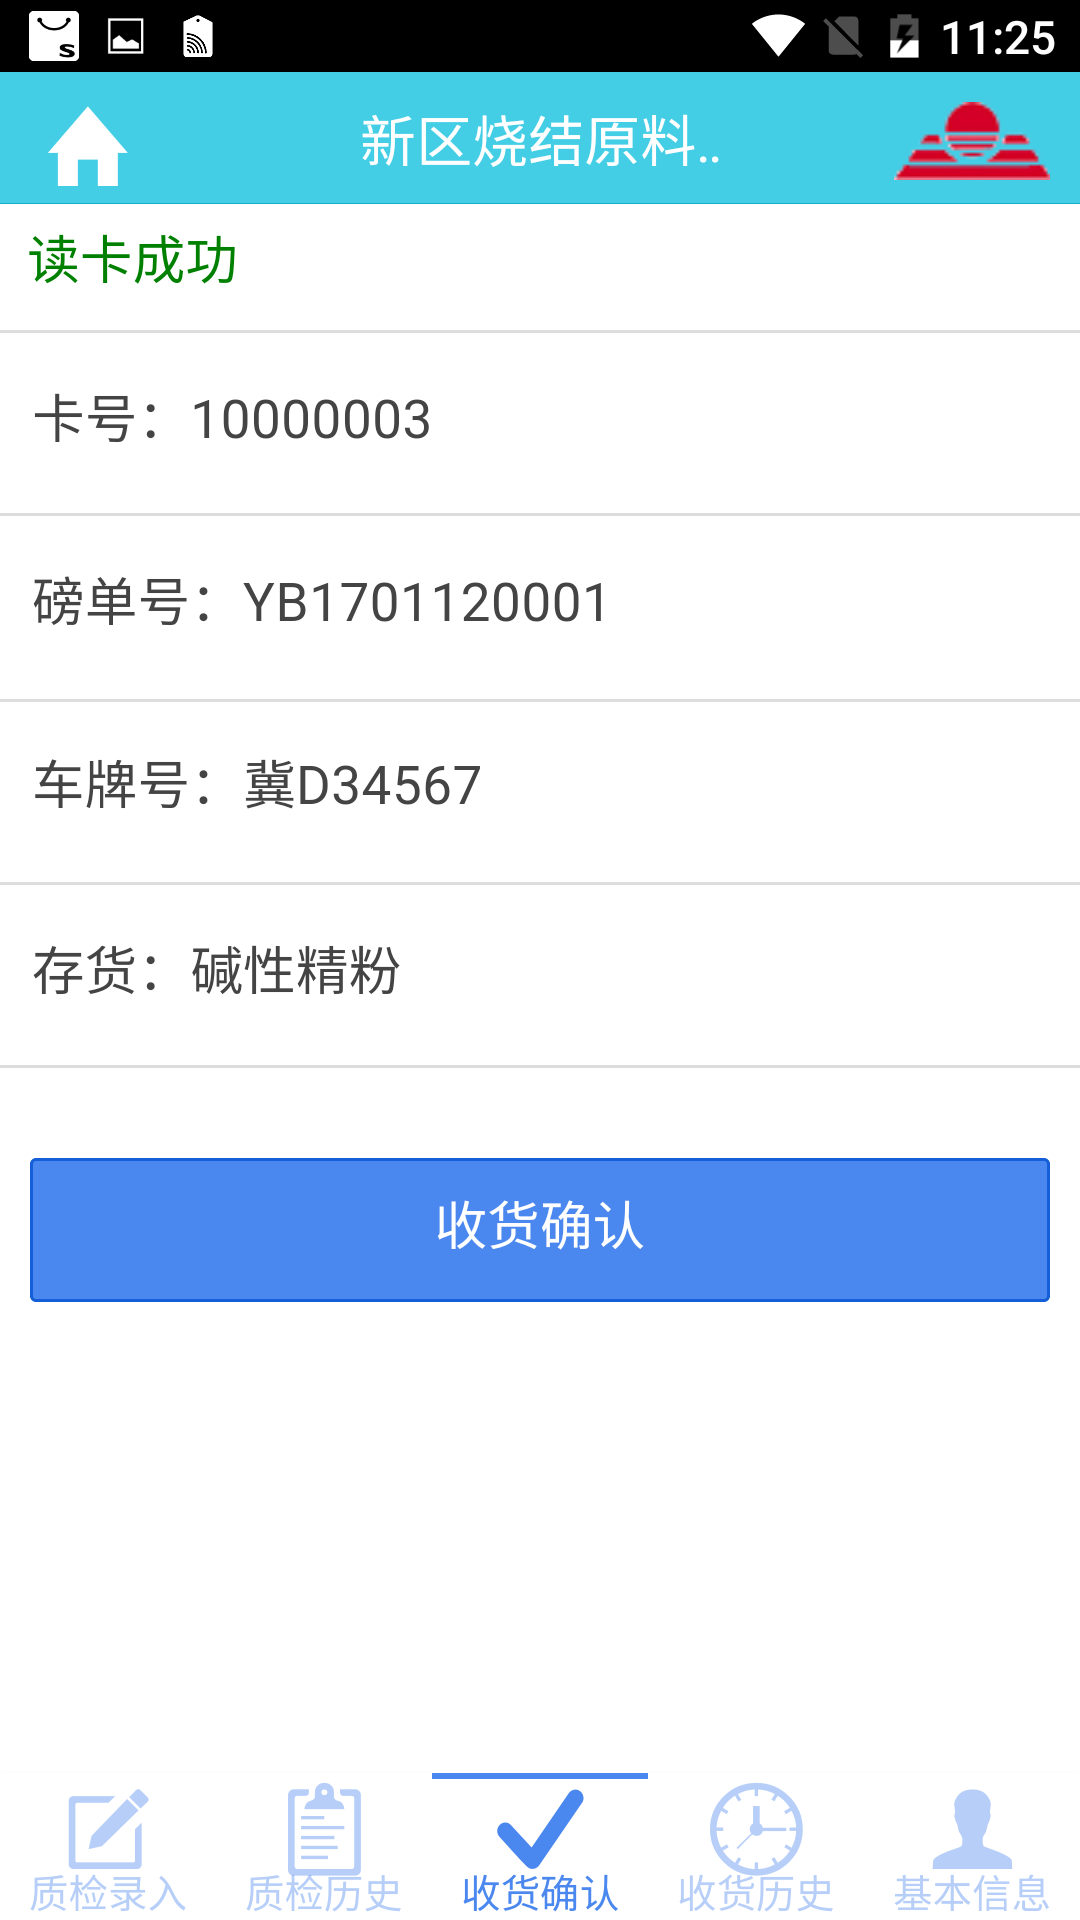 11:25
新区烧结原料..
读卡成功
卡号：10000003
磅单号：YB1701120001
车牌号：冀D34567
存货：碱性精粉
收货确认
质检录入 质检历史 收货确认 收货历史 基本信息